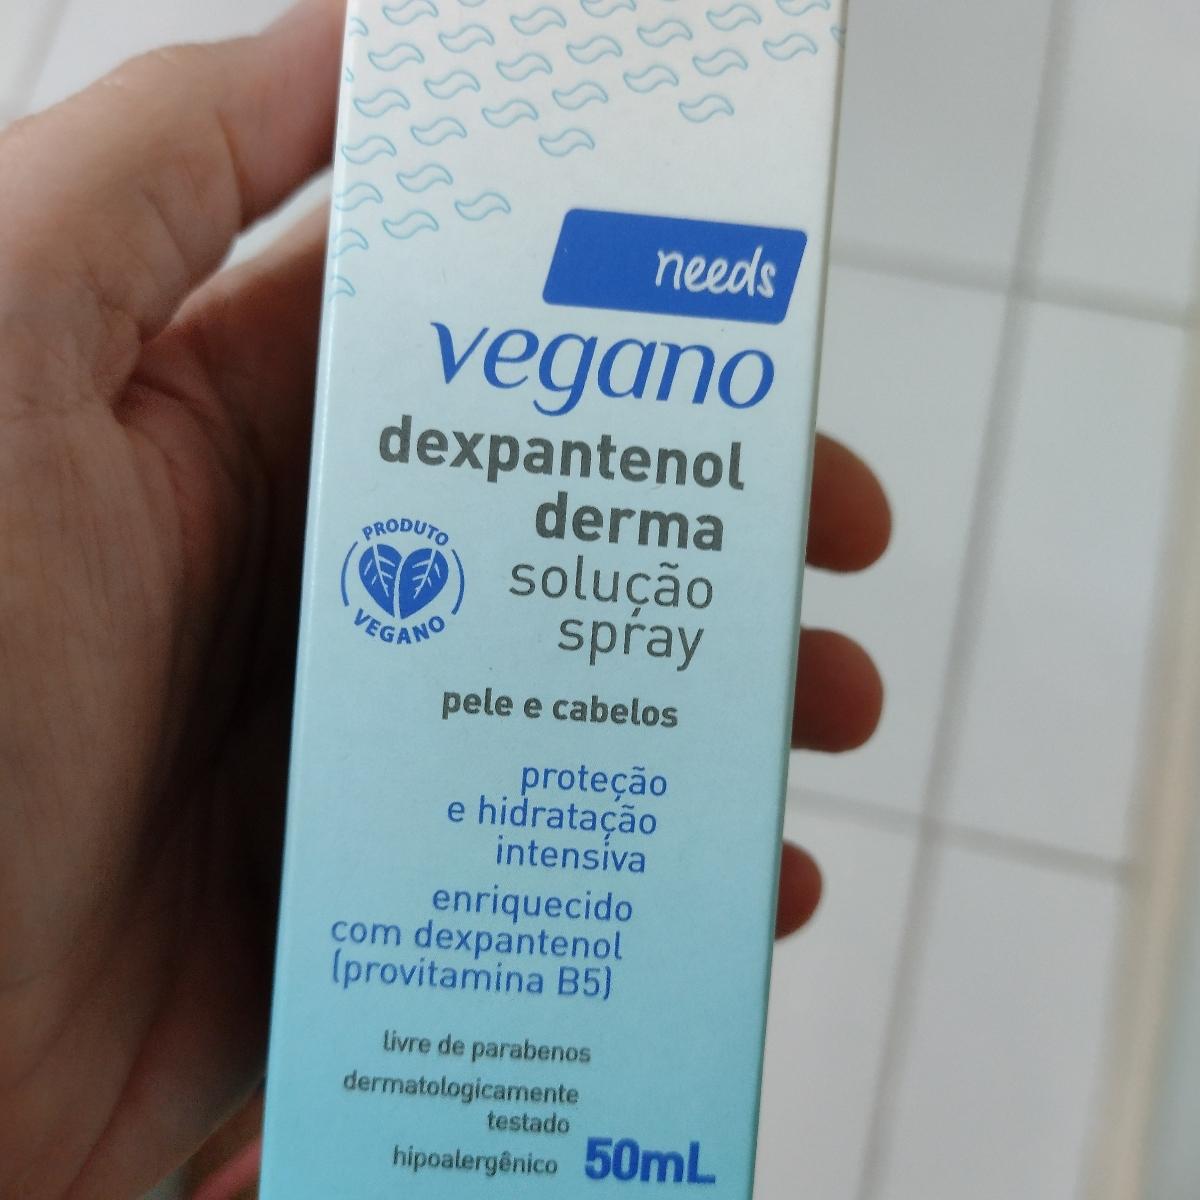 needs
vegano
dexpantenol
derma
solução
spray
PRODUTO
VEGANO
pele e cabelos
proteção
e hidratação
intensiva
enriquecido
com dexpantenol
(provitamina B5)
livre de parabenos
dermatologicamente
testado
hipoalergênico
50mL